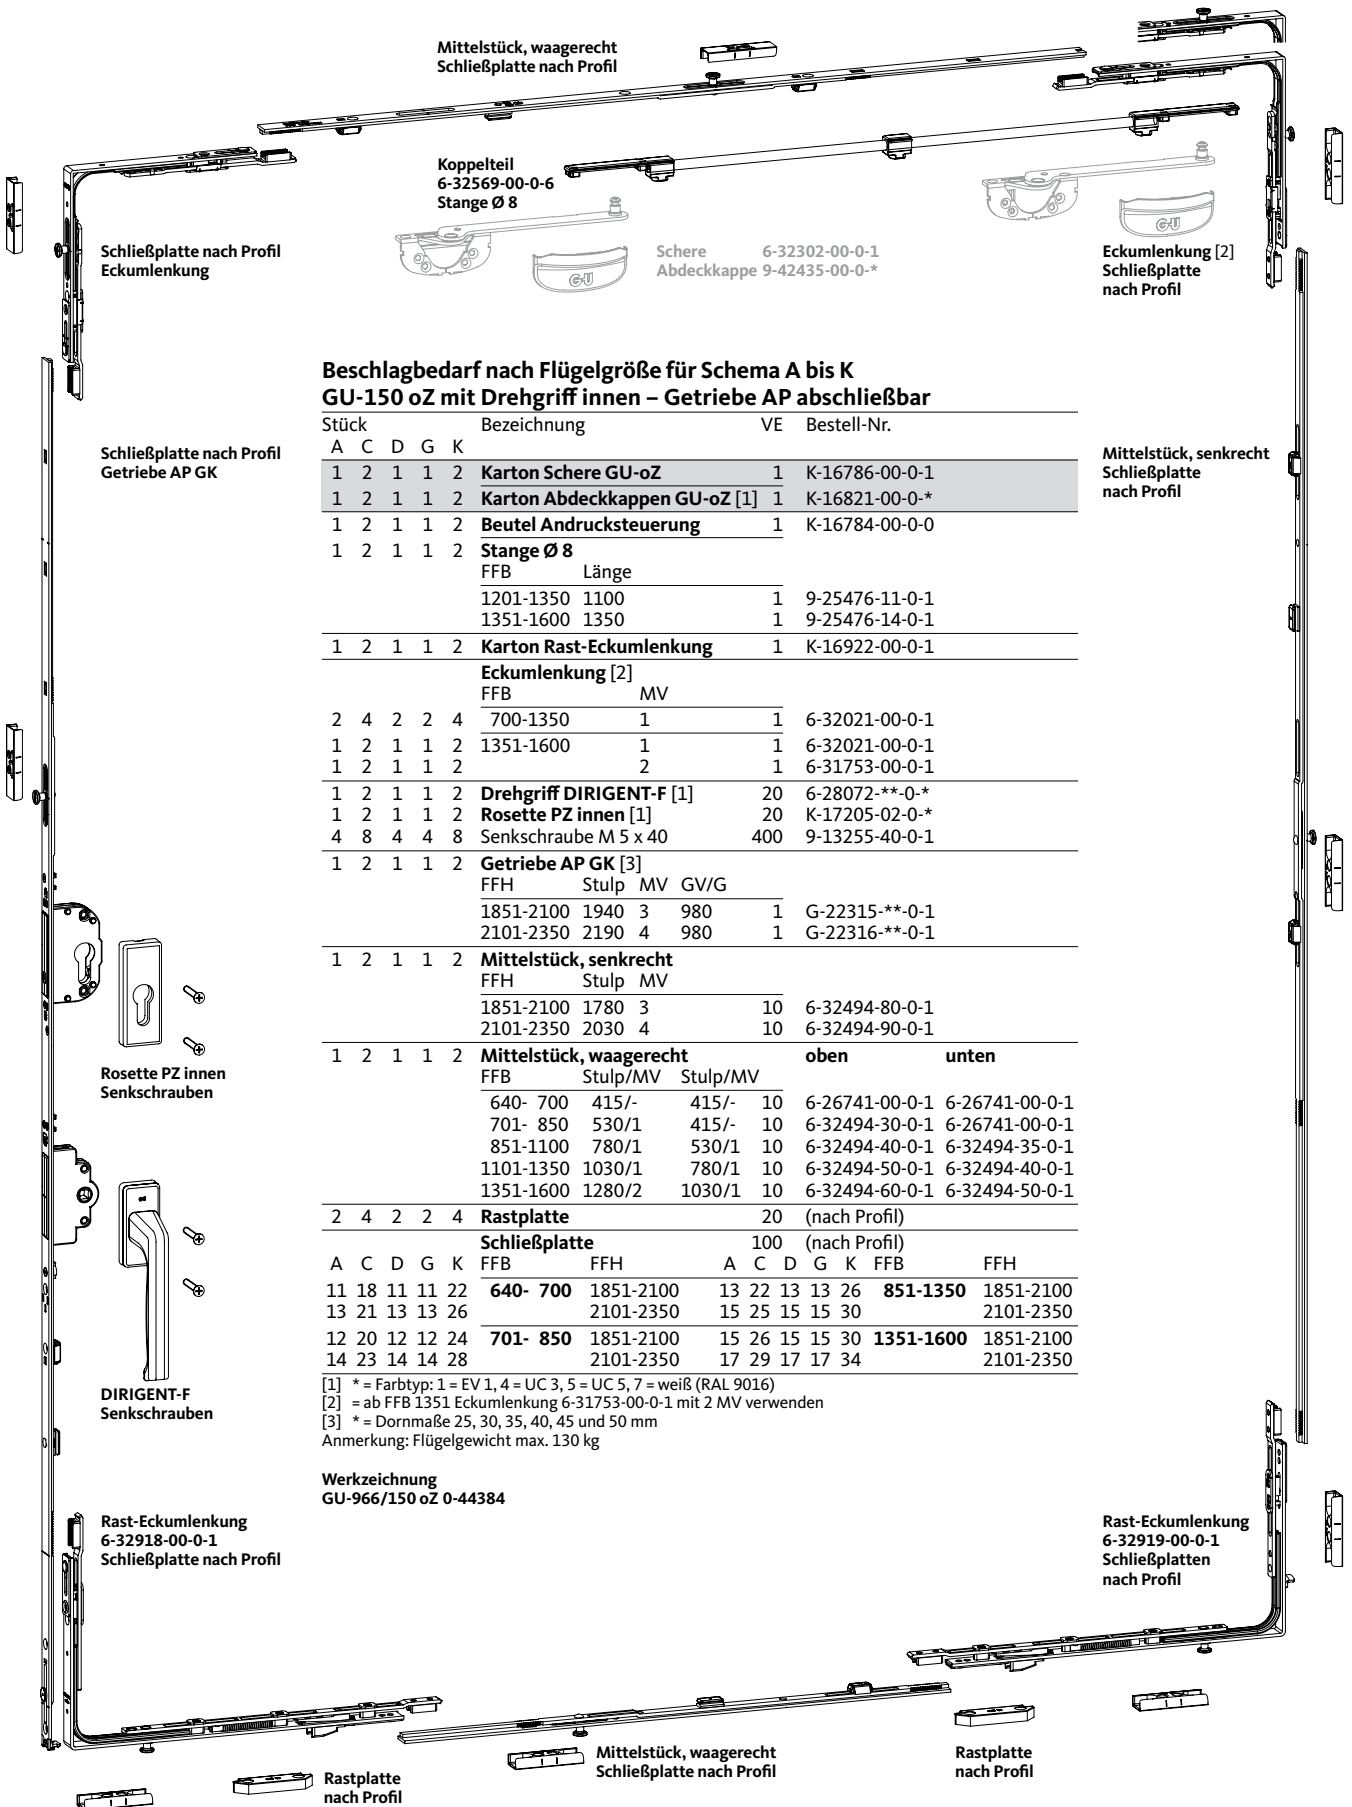 Mittelstück, waagerecht
Schließplatte nach Profil
Koppelteil
6-32569-00-0-6
Stange Ø 8
Schließplatte nach Profil
Eckumlenkung
G-U
Schere 6-32302-00-0-1
Abdeckkappe 9-42435-00-0-*
G-U
Eckumlenkung [2]
Schließplatte
nach Profil
Beschlagbedarf nach Flügelgröße für Schema A bis K
GU-150 oZ mit Drehgriff innen – Getriebe AP abschließbar
Stück Bezeichnung VE Bestell-Nr.
A C D G K
1 2 1 1 2 Karton Schere GU-oZ 1 K-16786-00-0-1
1 2 1 1 2 Karton Abdeckkappen GU-oZ [1] 1 K-16821-00-0-*
1 2 1 1 2 Beutel Andrucksteuerung 1 K-16784-00-0-0
1 2 1 1 2 Stange Ø 8
FFB Länge
1201-1350 1100 1 9-25476-11-0-1
1351-1600 1350 1 9-25476-14-0-1
1 2 1 1 2 Karton Rast-Eckumlenkung 1 K-16922-00-0-1
Eckumlenkung [2]
FFB MV
2 4 2 2 4 700-1350 1 1 6-32021-00-0-1
1 2 1 1 2 1351-1600 1 1 6-32021-00-0-1
1 2 1 1 2 2 1 6-31753-00-0-1
1 2 1 1 2 Drehgriff DIRIGENT-F [1] 20 6-28072-**-0-*
1 2 1 1 2 Rosette PZ innen [1] 20 K-17205-02-0-*
4 8 4 4 8 Senkschraube M 5 x 40 400 9-13255-40-0-1
1 2 1 1 2 Getriebe AP GK [3]
FFH Stulp MV GV/G
1851-2100 1940 3 980 1 G-22315-**-0-1
2101-2350 2190 4 980 1 G-22316-**-0-1
1 2 1 1 2 Mittelstück, senkrecht
FFH Stulp MV
1851-2100 1780 3 10 6-32494-80-0-1
2101-2350 2030 4 10 6-32494-90-0-1
1 2 1 1 2 Mittelstück, waagerecht oben unten
FFB Stulp/MV Stulp/MV
640- 700 415/- 415/- 10 6-26741-00-0-1 6-26741-00-0-1
701- 850 530/1 415/- 10 6-32494-30-0-1 6-26741-00-0-1
851-1100 780/1 530/1 10 6-32494-40-0-1 6-32494-35-0-1
1101-1350 1030/1 780/1 10 6-32494-50-0-1 6-32494-40-0-1
1351-1600 1280/2 1030/1 10 6-32494-60-0-1 6-32494-50-0-1
2 4 2 2 4 Rastplatte 20 (nach Profil)
Schließplatte 100 (nach Profil)
A C D G K FFB FFH A C D G K FFB FFH
11 18 11 11 22 640- 700 1851-2100 13 22 13 13 26 851-1350 1851-2100
13 21 13 13 26 2101-2350 15 25 15 15 30 2101-2350
12 20 12 12 24 701- 850 1851-2100 15 26 15 15 30 1351-1600 1851-2100
14 23 14 14 28 2101-2350 17 29 17 17 34 2101-2350
[1] * = Farbtyp: 1 = EV 1, 4 = UC 3, 5 = UC 5, 7 = weiß (RAL 9016)
[2] = ab FFB 1351 Eckumlenkung 6-31753-00-0-1 mit 2 MV verwenden
[3] * = Dornmaße 25, 30, 35, 40, 45 und 50 mm
Anmerkung: Flügelgewicht max. 130 kg
Werkzeichnung
GU-966/150 oZ 0-44384
Schließplatte nach Profil
Getriebe AP GK
Mittelstück, senkrecht
Schließplatte
nach Profil
Rosette PZ innen
Senkschrauben
DIRIGENT-F
Senkschrauben
Rast-Eckumlenkung
6-32918-00-0-1
Schließplatte nach Profil
Rast-Eckumlenkung
6-32919-00-0-1
Schließplatten
nach Profil
Mittelstück, waagerecht
Schließplatte nach Profil
Rastplatte
nach Profil
Rastplatte
nach Profil